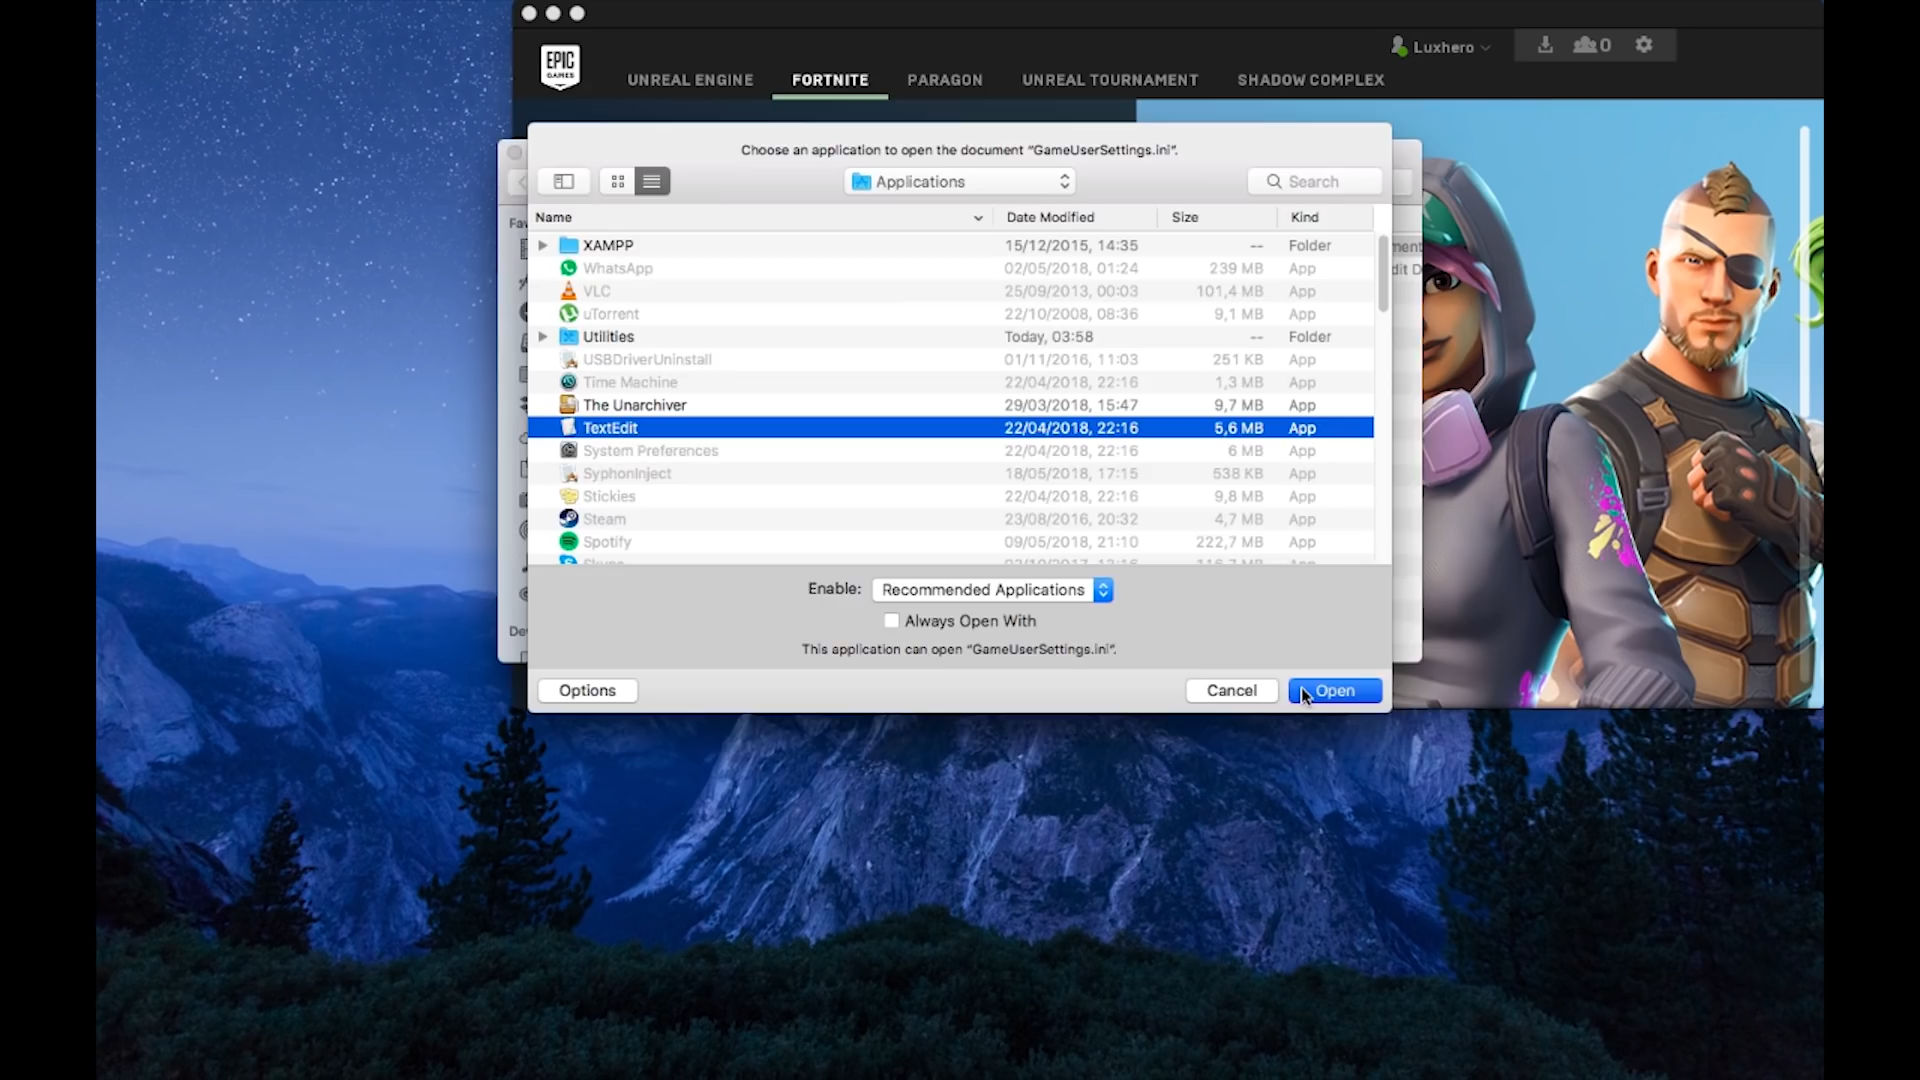 EPIC
GAMES
UNREAL ENGINE
FORTNITE
PARAGON
UNREAL TOURNAMENT
SHADOW COMPLEX
Luxhero
0
Choose an application to open the document “GameUserSettings.ini”.
Applications
Search
Fav
Name
Date Modified
Size
Kind
XAMPP 15/12/2015, 14:35 -- Folder
WhatsApp 02/05/2018, 01:24 239 MB App
VLC 25/09/2013, 00:03 101,4 MB App
uTorrent 22/10/2008, 08:36 9,1 MB App
Utilities Today, 03:58 -- Folder
USBDriverUninstall 01/11/2016, 11:03 251 KB App
Time Machine 22/04/2018, 22:16 1,3 MB App
The Unarchiver 29/03/2018, 15:47 9,7 MB App
TextEdit 22/04/2018, 22:16 5,6 MB App
System Preferences 22/04/2018, 22:16 6 MB App
SyphonInject 18/05/2018, 17:15 538 KB App
Stickies 22/04/2018, 22:16 9,8 MB App
Steam 23/08/2016, 20:32 4,7 MB App
Spotify 09/05/2018, 21:10 222,7 MB App
ment
dit D
Enable: Recommended Applications
Always Open With
This application can open “GameUserSettings.ini”.
Dev
Options
Cancel
Open